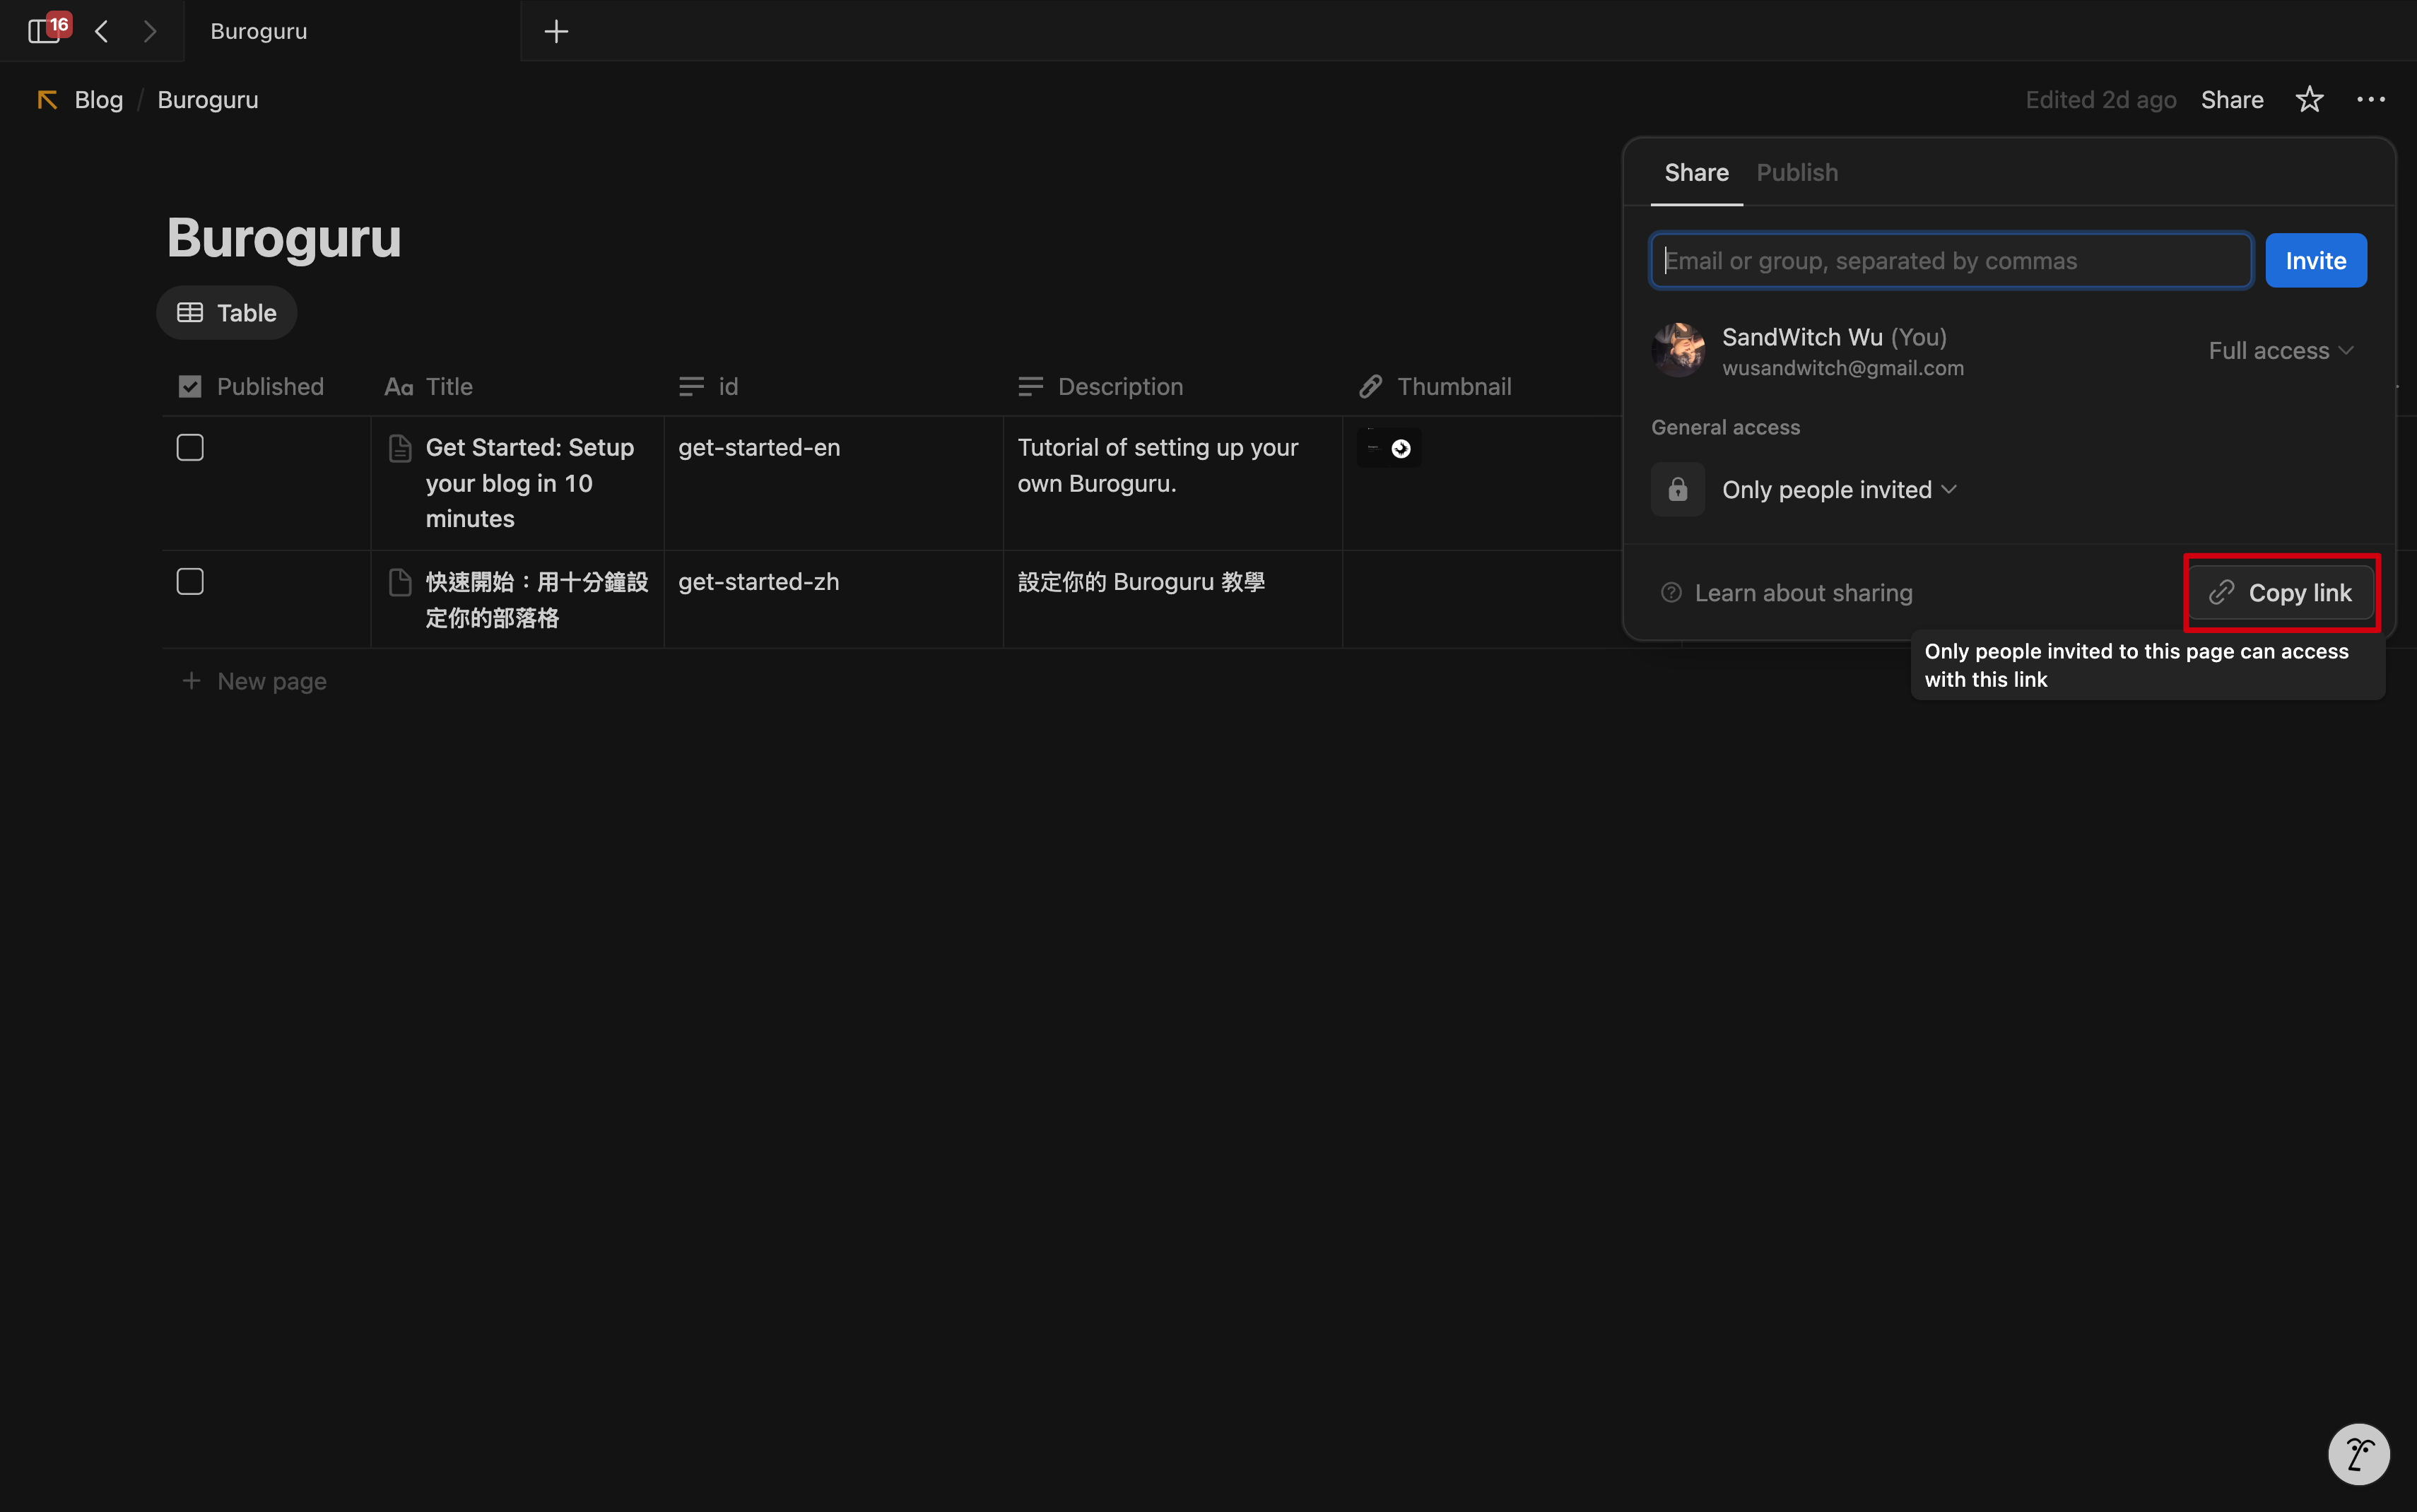 16
Buroguru
Blog / Buroguru
Edited 2d ago
Share
Share
Publish
Email or group, separated by commas
Invite
SandWitch Wu (You)
wusandwitch@gmail.com
Full access
General access
Only people invited
Learn about sharing
Copy link
Only people invited to this page can access
with this link
Buroguru
Table
Published
Aa Title
id
Description
Thumbnail
Get Started: Setup
your blog in 10
minutes
get-started-en
Tutorial of setting up your
own Buroguru.
快速開始：用十分鐘設
定你的部落格
get-started-zh
設定你的 Buroguru 教學
New page